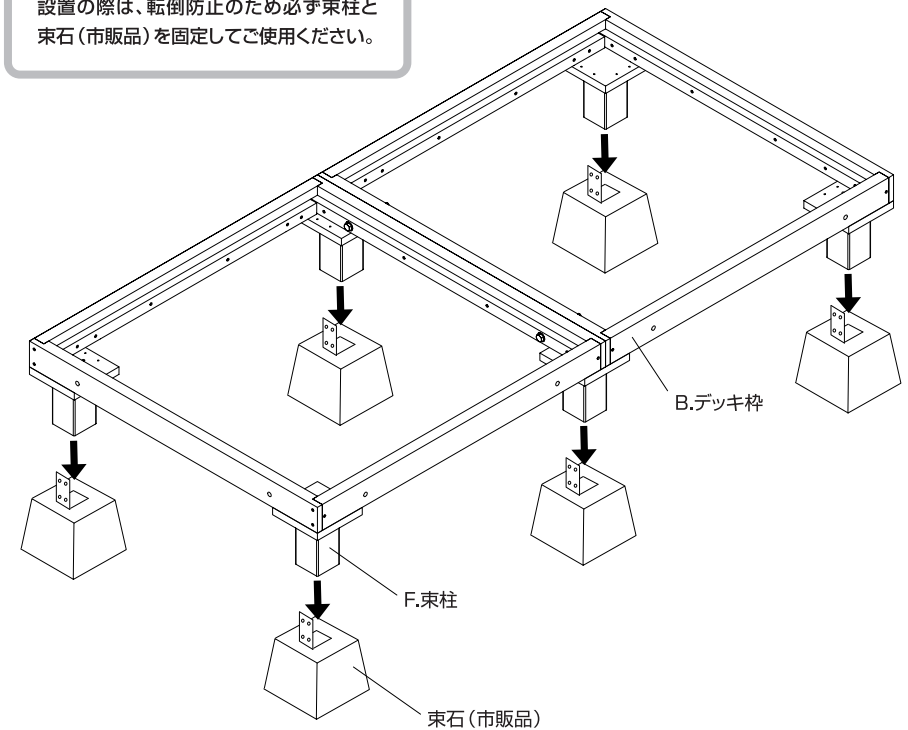 設置の際は、転倒防止のため必ず束柱と
束石(市販品)を固定してご使用ください。
B.デッキ枠
F.束柱
束石(市販品)